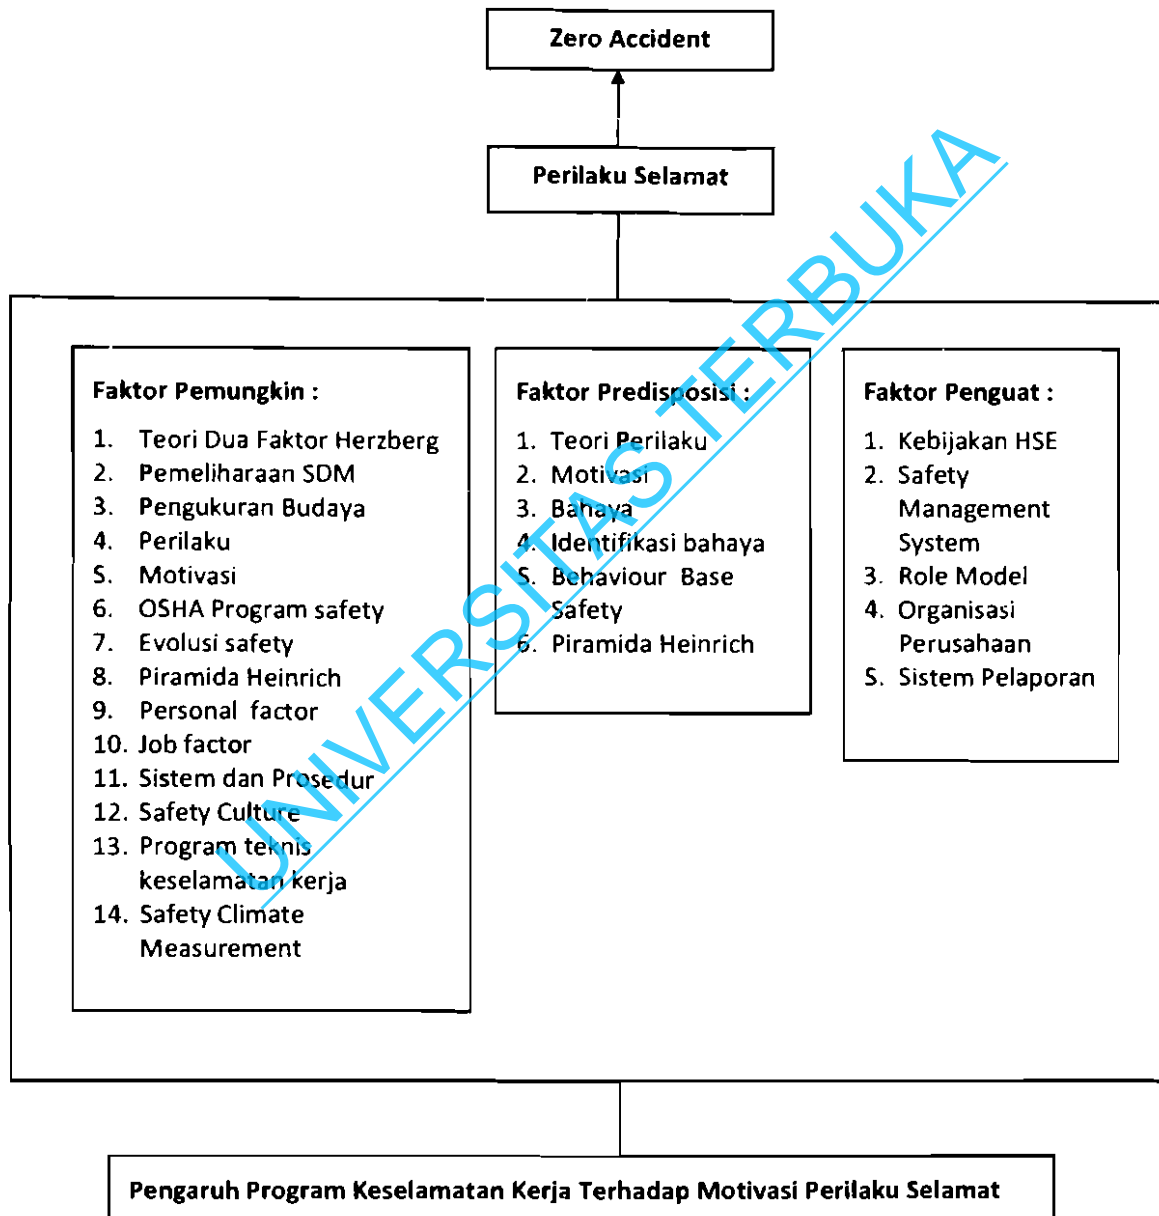 Zero Accident
Perilaku Selamat
Faktor Pemungkin :
1. Teori Dua Faktor Herzberg
2. Pemeliharaan SDM
3. Pengukuran Budaya
4. Perilaku
5. Motivasi
6. OSHA Program safety
7. Evolusi safety
8. Piramida Heinrich
9. Personal factor
10. Job factor
11. Sistem dan Prosedur
12. Safety Culture
13. Program teknis
keselamatan kerja
14. Safety Climate
Measurement
Faktor Predisposisi :
1. Teori Perilaku
2. Motivasi
3. Bahaya
4. Identifikasi bahaya
5. Behaviour Base
Safety
6. Piramida Heinrich
Faktor Penguat :
1. Kebijakan HSE
2. Safety
Management
System
3. Role Model
4. Organisasi
Perusahaan
5. Sistem Pelaporan
Pengaruh Program Keselamatan Kerja Terhadap Motivasi Perilaku Selamat
UNIVERSITAS TERBUKA